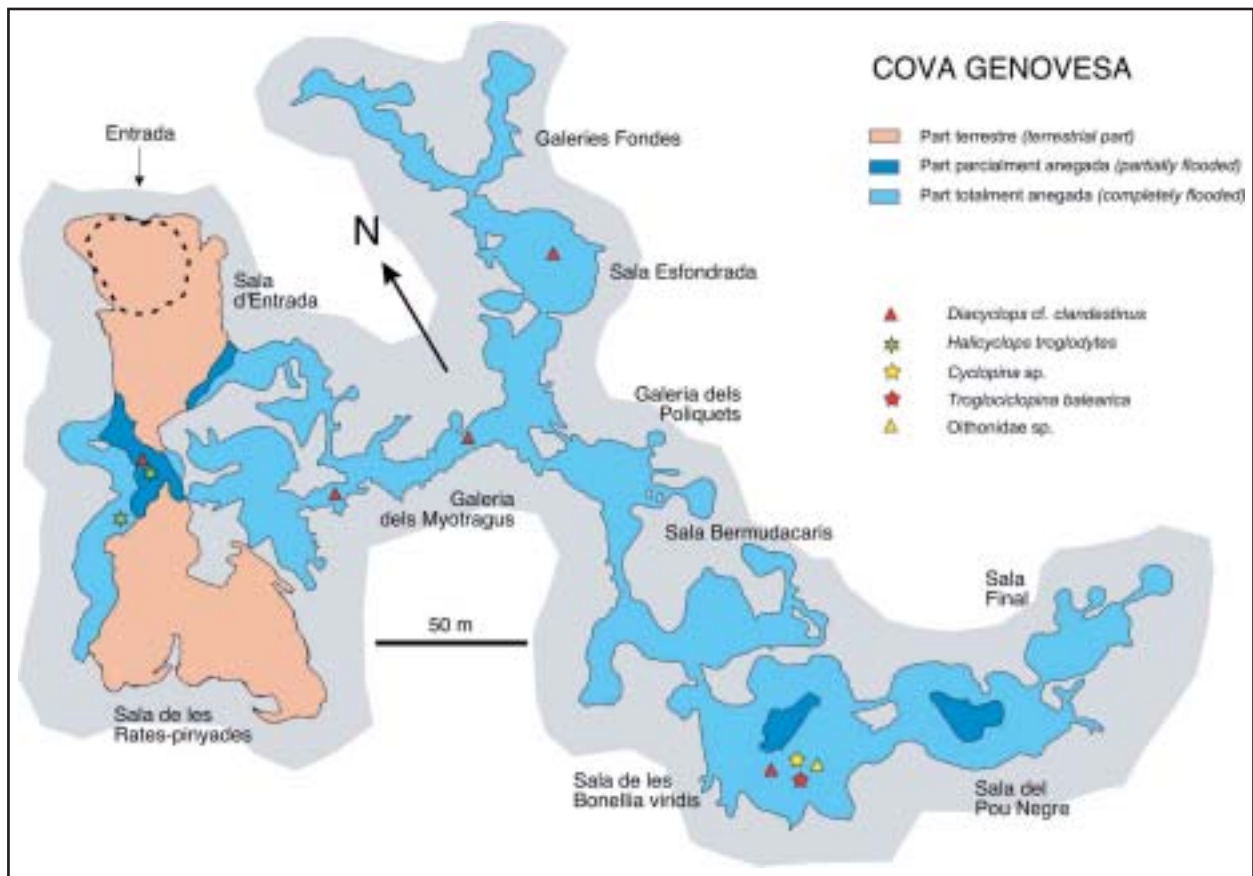 COVA GENOVESA
Entrada
Galeries Fondes
Part terrestre (terrestrial part)
Part parcialment anegada (partially flooded)
Part totalment anegada (completely flooded)
N
Sala
d'Entrada
Sala Esfondrada
Diacyclops cf. clandestinus
Halicyclops troglodytes
Cyclopina sp.
Troglociclopina balearica
Oithonidae sp.
Galeria dels
Poliquets
Galeria
dels Myotragus
Sala Bermudacaris
Sala
Final
50 m
Sala de les
Rates-pinyades
Sala de les
Bonellia viridis
Sala del
Pou Negre